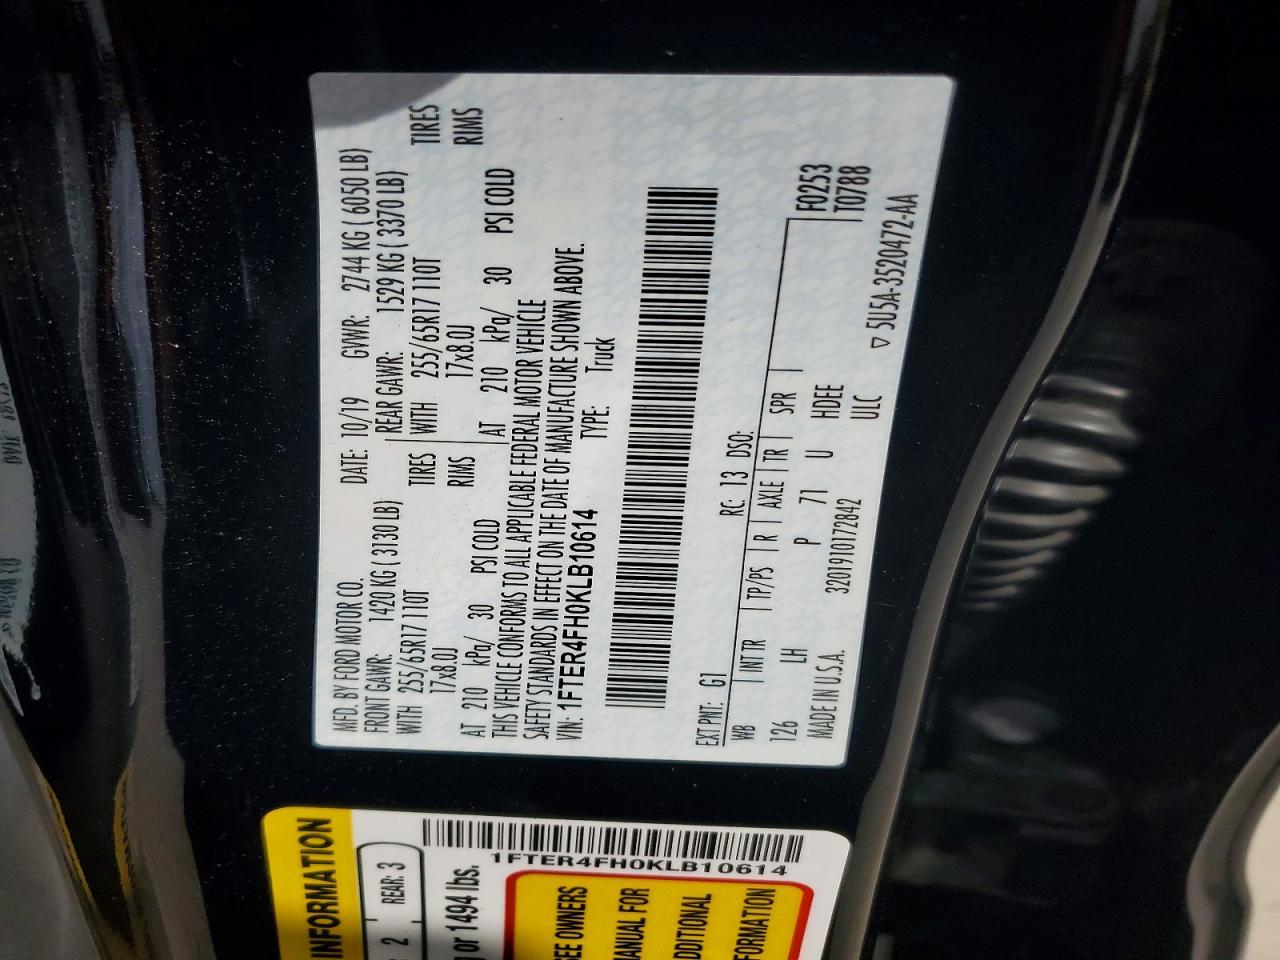 MFD. BY FORD MOTOR CO. DATE: 10/19 GVWR: 2744 KG ( 6050 LB)
FRONT GAWR: 1420 KG ( 3130 LB) REAR GAWR: 1529 KG ( 3370 LB)
WITH 255/65R17 110T TIRES WITH 255/65R17 110T TIRES
17x8.0J RIMS 17x8.0J RIMS
AT 210 kPa/ 30 PSI COLD AT 210 kPa/ 30 PSI COLD
THIS VEHICLE CONFORMS TO ALL APPLICABLE FEDERAL MOTOR VEHICLE
SAFETY STANDARDS IN EFFECT ON THE DATE OF MANUFACTURE SHOWN ABOVE.
VIN: 1FTER4FH0KLB10614 TYPE: Truck
EXT PNT: G1 RC: 13 DSO:
WB INT TR TP/PS R AXLE TR SPR
126 LH P 71 U HDEE F0253
ULC T0788
MADE IN U.S.A. 3201910172842
▽ 5U5A-3520472-AA
INFORMATION
2 REAR: 3
or 1494 lbs.
1FTER4FH0KLB10614
SEE OWNERS
MANUAL FOR
ADDITIONAL
INFORMATION